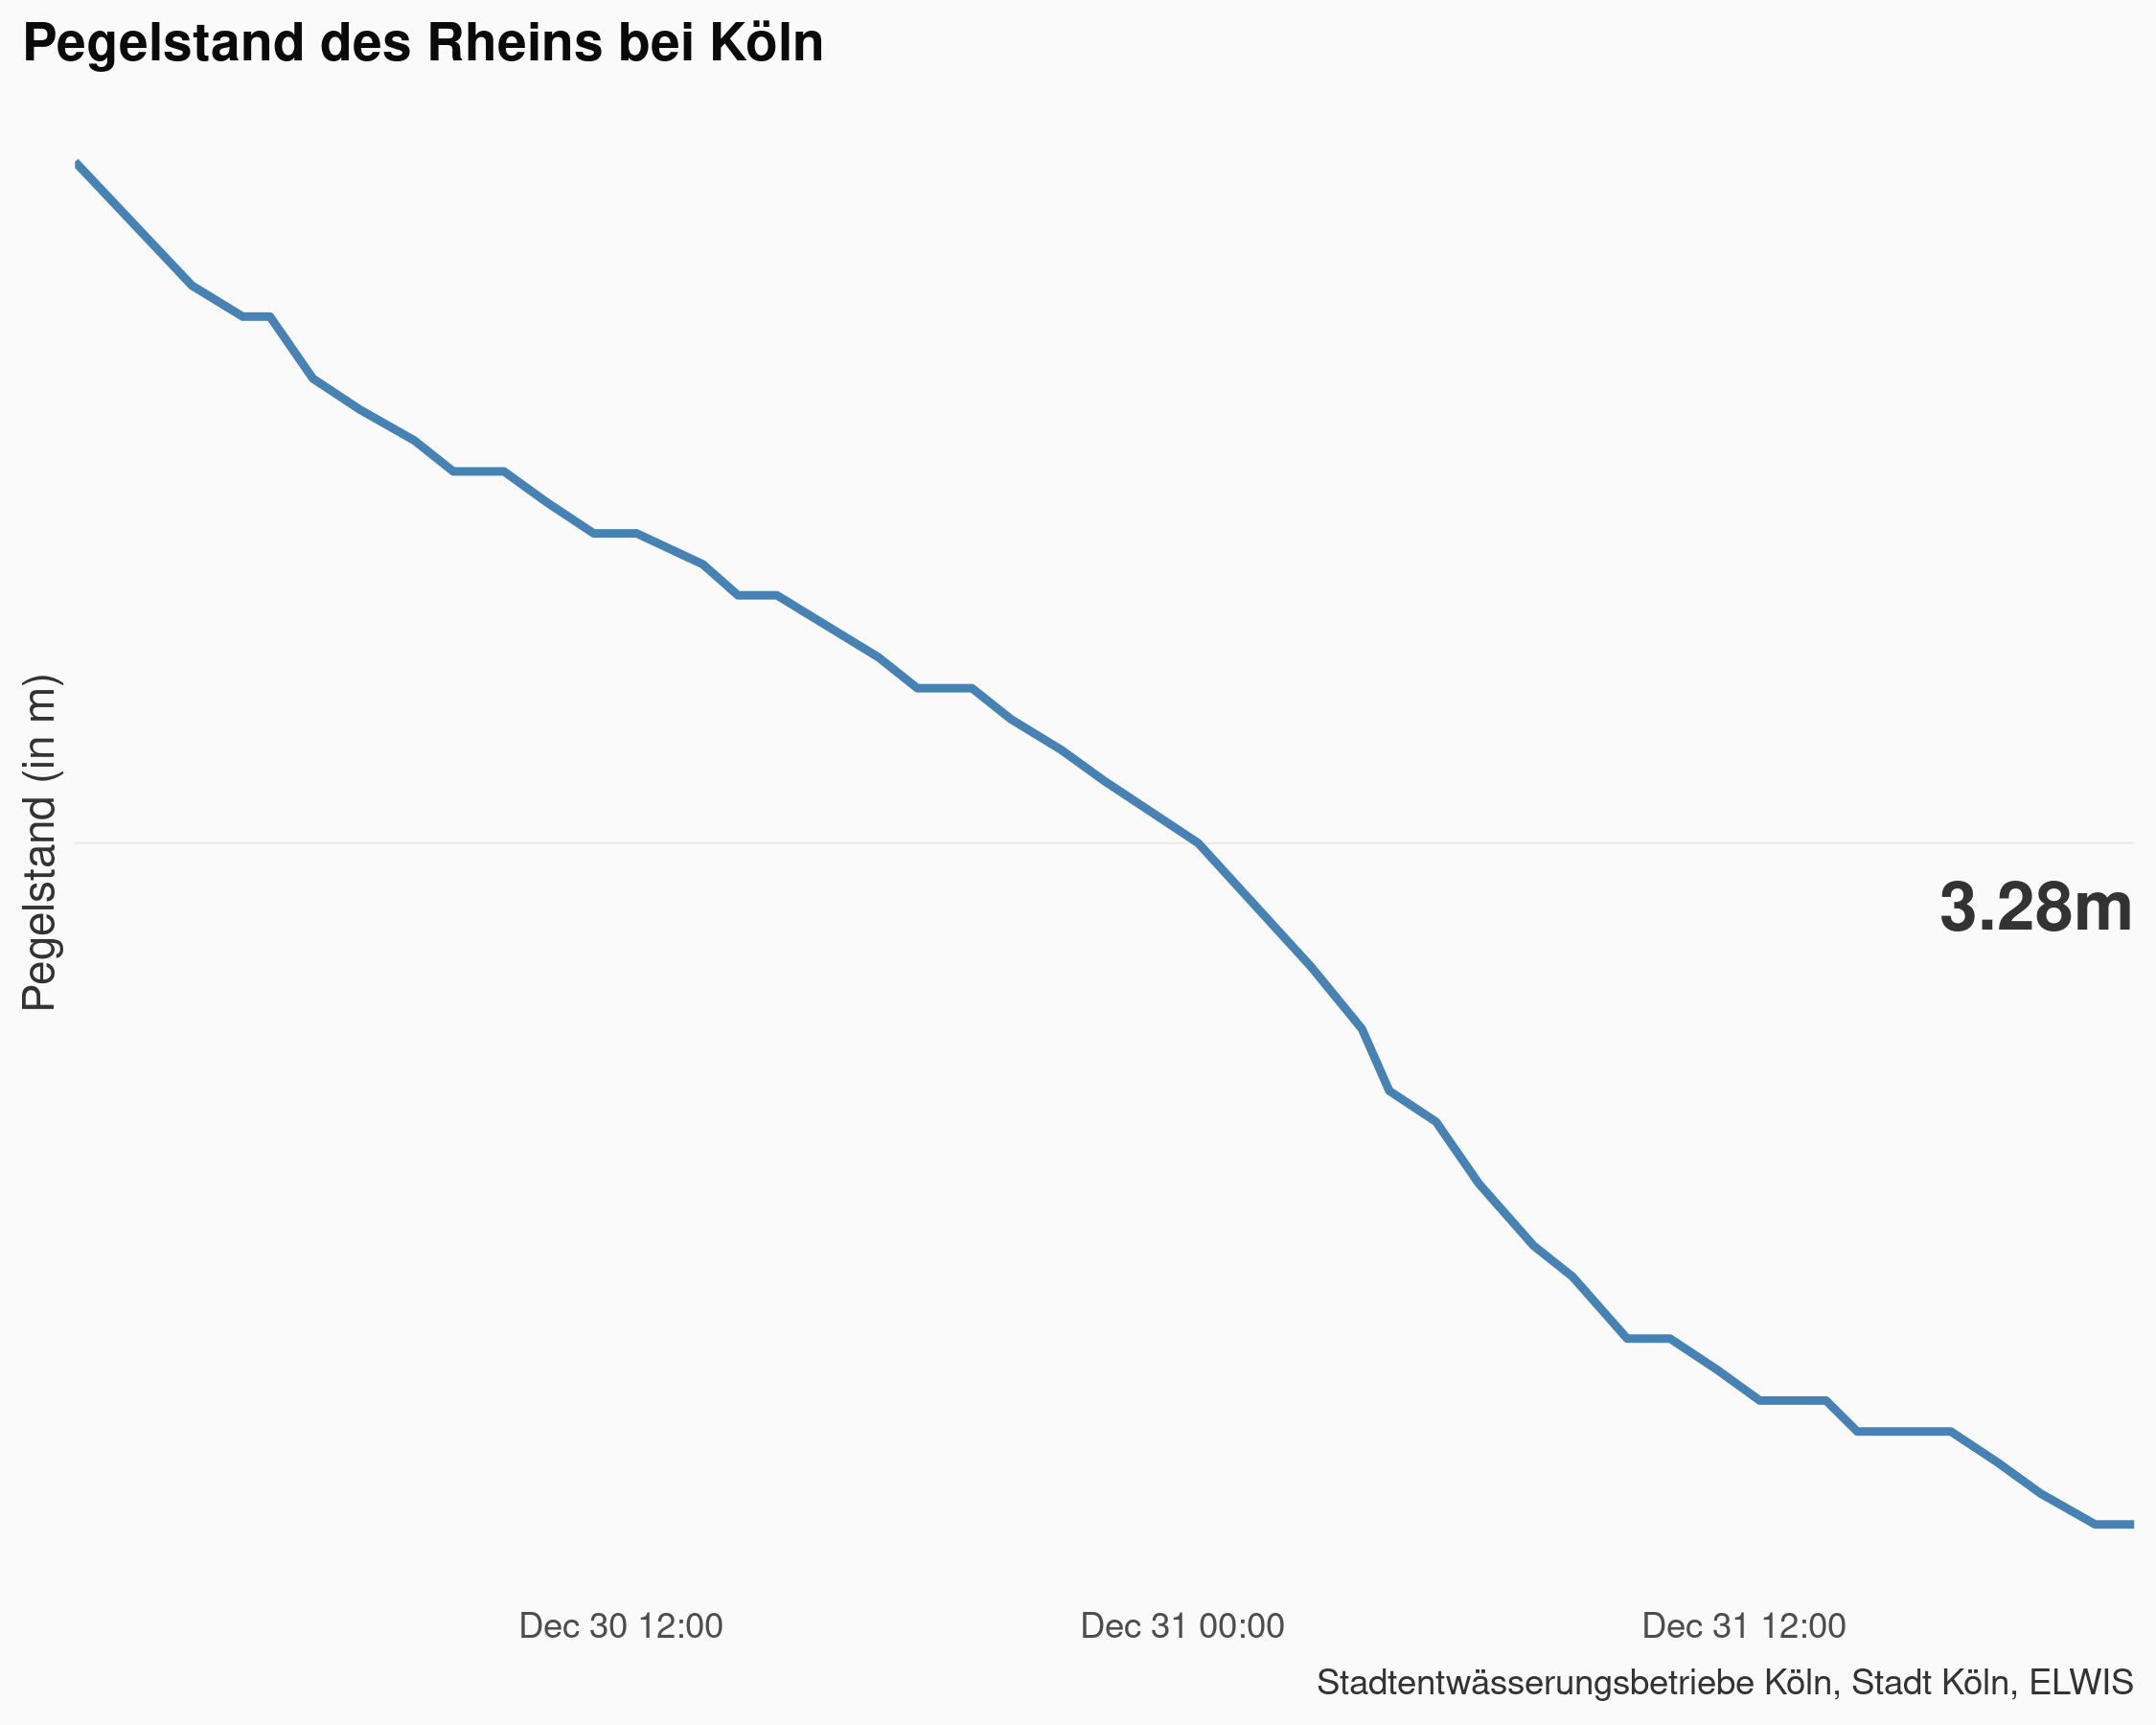 Pegelstand des Rheins bei Köln
Pegelstand (in m)
3.28m
Dec 30 12:00
Dec 31 00:00
Dec 31 12:00
Stadtentwässerungsbetriebe Köln, Stadt Köln, ELWIS